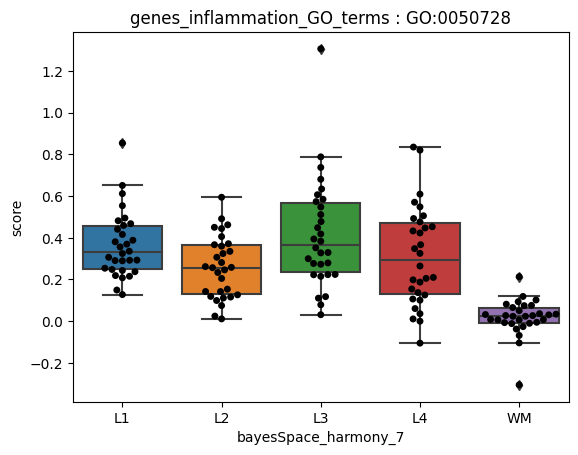 genes_inflammation_GO_terms : GO:0050728
score
1.2
1.0
0.8
0.6
0.4
0.2
0.0
−0.2
L1 L2 L3 L4 WM
bayesSpace_harmony_7